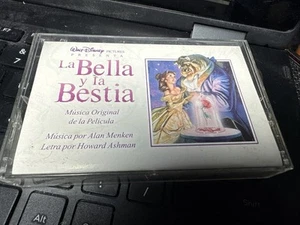 Walt Disney PICTURES
PRESENTA
La Bella
y la
Bestia
Música Original
de la Película
Música por Alan Menken
Letra por Howard Ashman
Alt